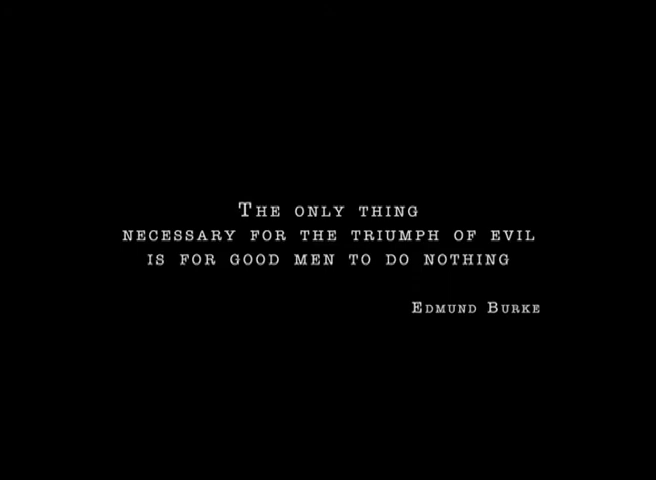 The only thing
necessary for the triumph of evil
is for good men to do nothing
Edmund Burke